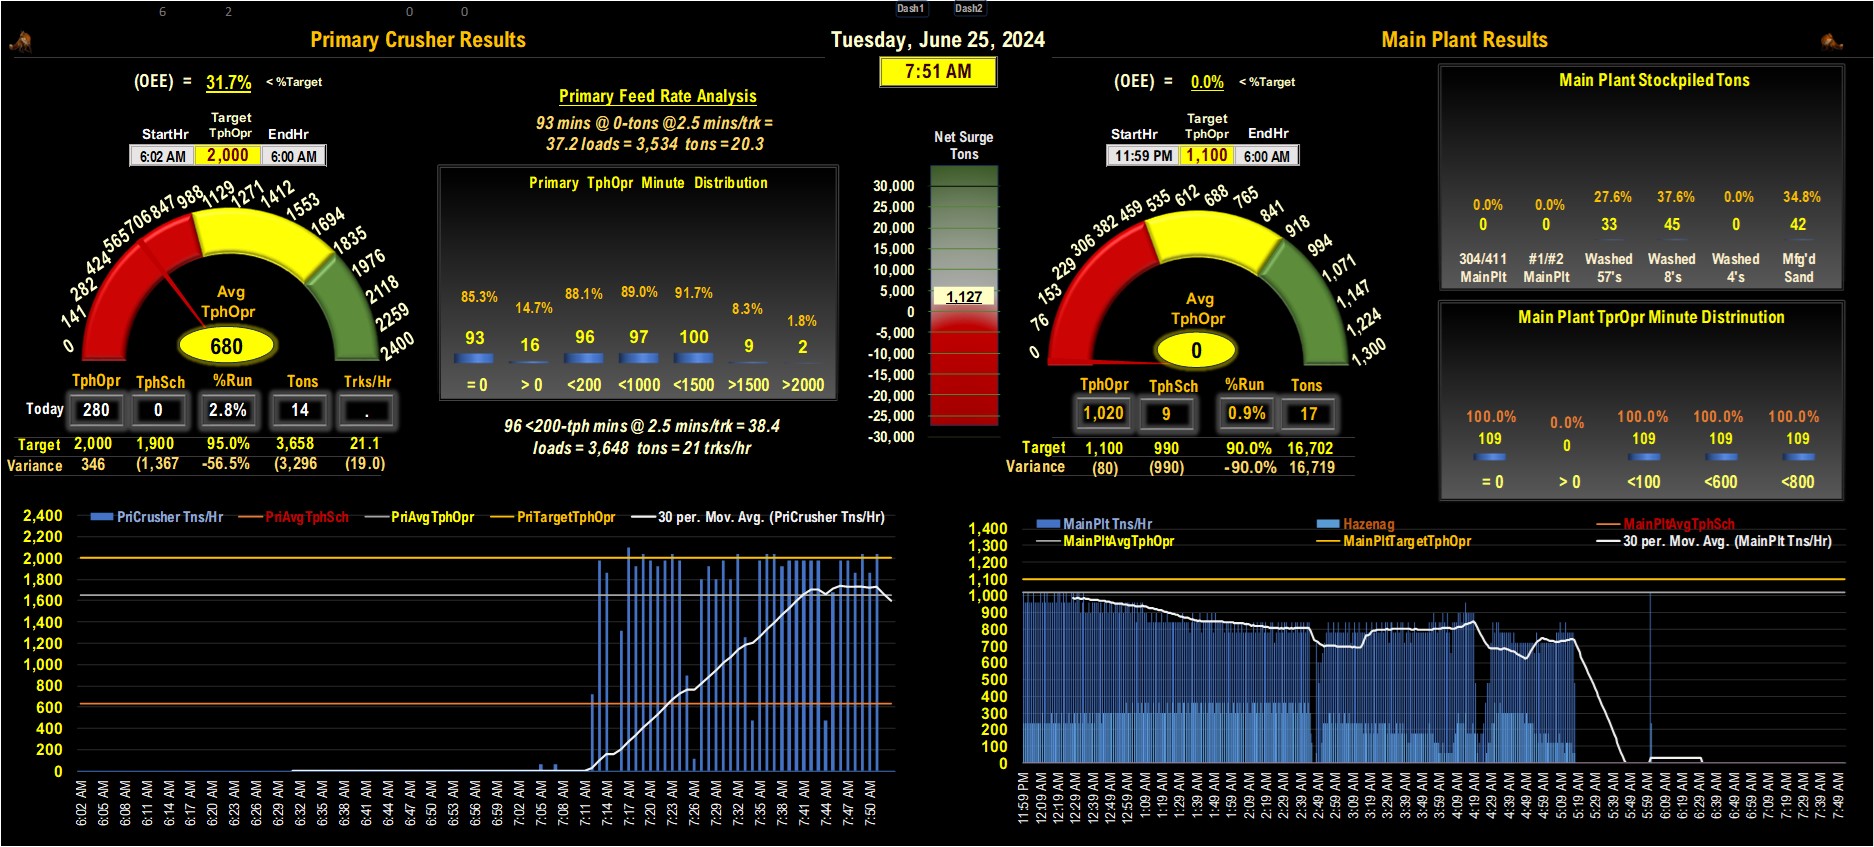 6 2 0 0 Dash1 Dash2
Primary Crusher Results
Tuesday, June 25, 2024
Main Plant Results
7:51 AM
(OEE) = 31.7% < %Target
Target
StartHr TphOpr EndHr
6:02 AM 2,000 6:00 AM
0 141 282 424 565 706 847 988 1129 1271 1412 1553 1694 1835 1976 2118 2259 2400
Avg
TphOpr
680
TphOpr TphSch %Run Tons Trks/Hr
Today 280 0 2.8% 14 .
Target 2,000 1,900 95.0% 3,658 21.1
Variance 346 (1,367 -56.5% (3,296 (19.0)
Primary Feed Rate Analysis
93 mins @ 0-tons @2.5 mins/trk =
37.2 loads = 3,534 tons = 20.3
Primary TphOpr Minute Distribution
85.3% 14.7% 88.1% 89.0% 91.7% 8.3% 1.8%
93 16 96 97 100 9 2
= 0 > 0 <200 <1000 <1500 >1500 >2000
96 <200-tph mins @ 2.5 mins/trk = 38.4
loads = 3,648 tons = 21 trks/hr
Net Surge
Tons
30,000
25,000
20,000
15,000
10,000
5,000
1,127
0
-5,000
-10,000
-15,000
-20,000
-25,000
-30,000
(OEE) = 0.0% < %Target
Target
StartHr TphOpr EndHr
11:59 PM 1,100 6:00 AM
0 76 153 229 306 382 459 535 612 688 765 841 918 994 1,071 1,147 1,224 1,300
Avg
TphOpr
0
TphOpr TphSch %Run Tons
1,020 9 0.9% 17
Target 1,100 990 90.0% 16,702
Variance (80) (990) -90.0% 16,719
Main Plant Stockpiled Tons
0.0% 0.0% 27.6% 37.6% 0.0% 34.8%
0 0 33 45 0 42
304/411 #1/#2 Washed Washed Washed Mfg'd
MainPlt MainPlt 57's 8's 4's Sand
Main Plant TprOpr Minute Distrinution
100.0% 0.0% 100.0% 100.0% 100.0%
109 0 109 109 109
= 0 > 0 <100 <600 <800
PriCrusher Tns/Hr PriAvgTphSch PriAvgTphOpr PriTargetTphOpr 30 per. Mov. Avg. (PriCrusher Tns/Hr)
2,400
2,200
2,000
1,800
1,600
1,400
1,200
1,000
800
600
400
200
0
6:02 AM 6:05 AM 6:08 AM 6:11 AM 6:14 AM 6:17 AM 6:20 AM 6:23 AM 6:26 AM 6:29 AM 6:32 AM 6:35 AM 6:38 AM 6:41 AM 6:44 AM 6:47 AM 6:50 AM 6:53 AM 6:56 AM 6:59 AM 7:02 AM 7:05 AM 7:08 AM 7:11 AM 7:14 AM 7:17 AM 7:20 AM 7:23 AM 7:26 AM 7:29 AM 7:32 AM 7:35 AM 7:38 AM 7:41 AM 7:44 AM 7:47 AM 7:50 AM
MainPlt Tns/Hr Hazenag MainPltAvgTphSch
MainPltAvgTphOpr MainPltTargetTphOpr 30 per. Mov. Avg. (MainPlt Tns/Hr)
1,400
1,300
1,200
1,100
1,000
900
800
700
600
500
400
300
200
100
0
11:59 PM 12:09 AM 12:19 AM 12:29 AM 12:39 AM 12:49 AM 12:59 AM 1:09 AM 1:19 AM 1:29 AM 1:39 AM 1:49 AM 1:59 AM 2:09 AM 2:19 AM 2:29 AM 2:39 AM 2:49 AM 2:59 AM 3:09 AM 3:19 AM 3:29 AM 3:39 AM 3:49 AM 3:59 AM 4:09 AM 4:19 AM 4:29 AM 4:39 AM 4:49 AM 4:59 AM 5:09 AM 5:19 AM 5:29 AM 5:39 AM 5:49 AM 5:59 AM 6:09 AM 6:19 AM 6:29 AM 6:39 AM 6:49 AM 6:59 AM 7:09 AM 7:19 AM 7:29 AM 7:39 AM 7:49 AM